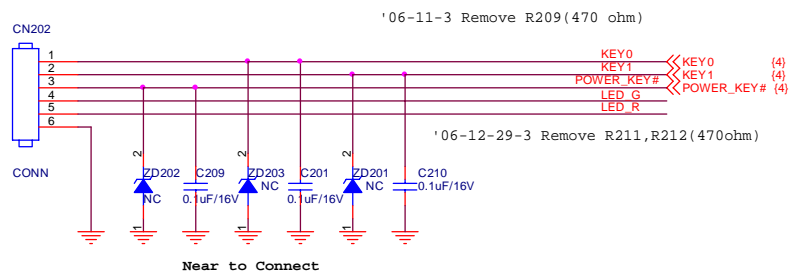 '06-11-3 Remove R209(470 ohm)
CN202
1
2
3
4
5
6
KEY0
KEY1
POWER_KEY#
LED_G
LED_R
KEY0 {4}
KEY1 {4}
POWER_KEY# {4}
'06-12-29-3 Remove R211,R212(470ohm)
CONN
2
ZD202
NC
1
C209
0.1uF/16V
2
ZD203
NC
1
C201
0.1uF/16V
2
ZD201
NC
1
C210
0.1uF/16V
Near to Connect